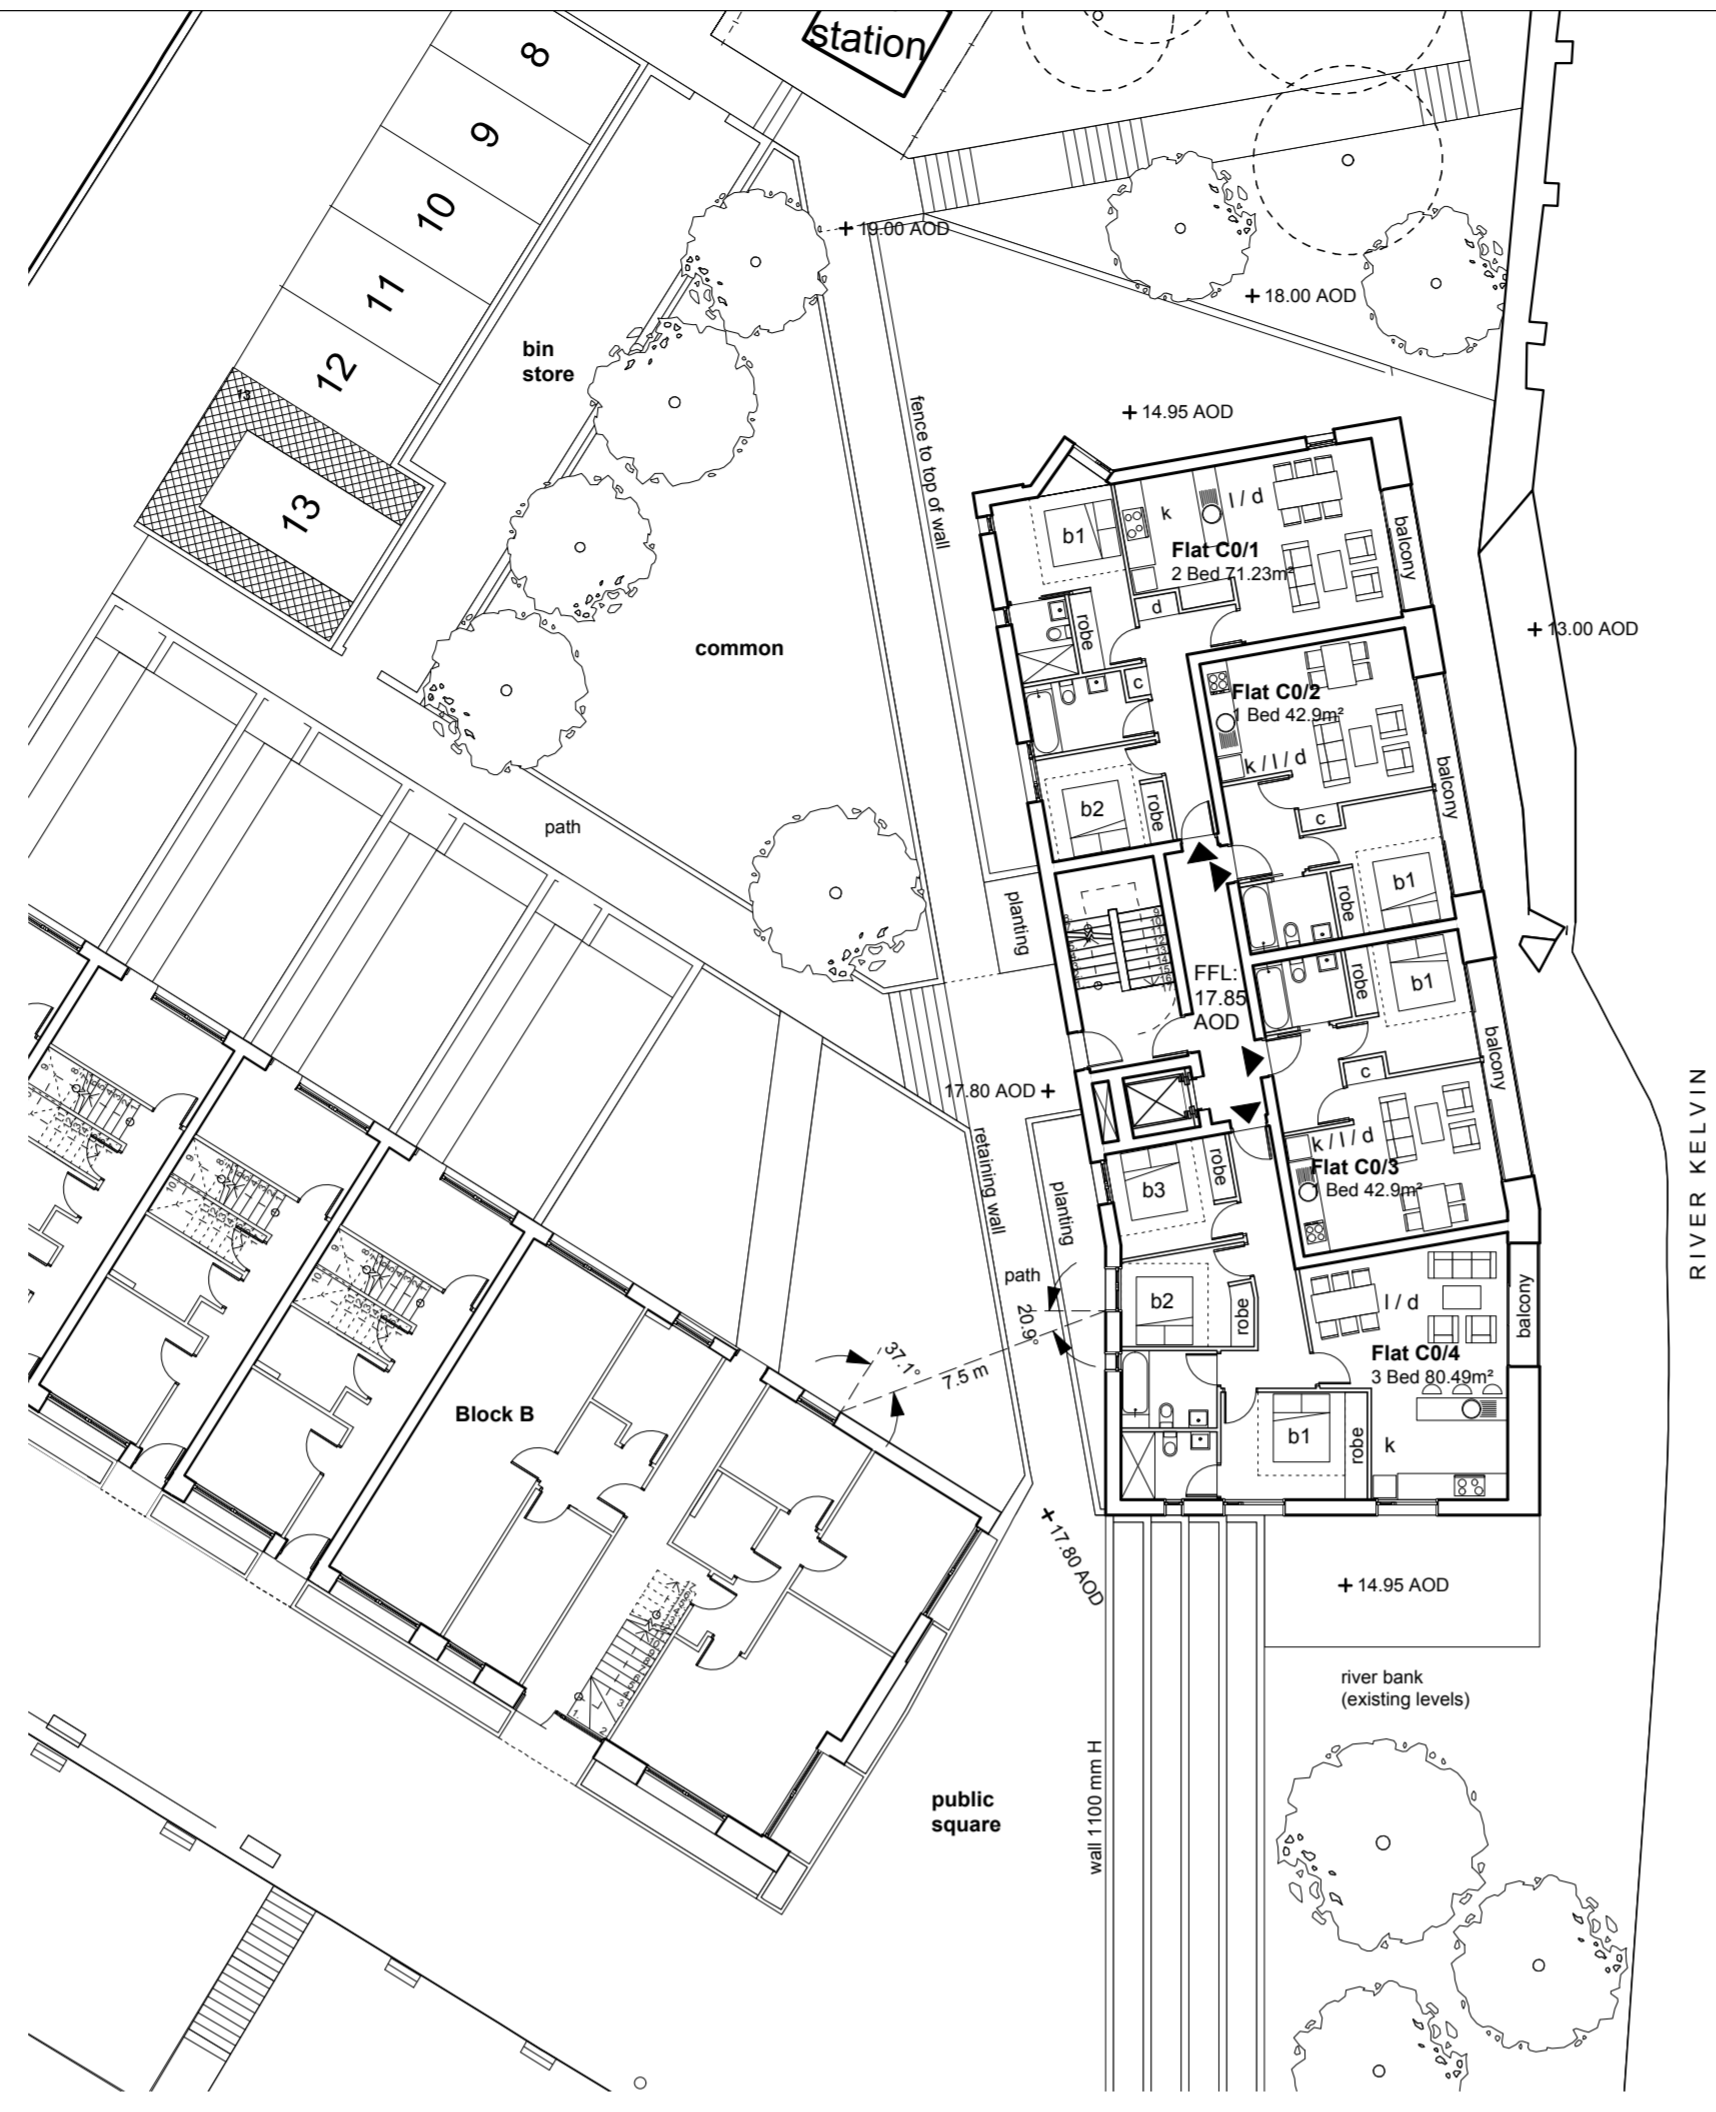 station
8
9
10
11
12
13
13
bin
store
common
path
fence to top of wall
planting
+ 19.00 AOD
+ 18.00 AOD
+ 14.95 AOD
+ 13.00 AOD
b1
k
l / d
Flat C0/1
2 Bed 71.23m²
balcony
d
robe
c
b2
robe
Flat C0/2
1 Bed 42.9m²
k / l / d
balcony
c
b1
robe
FFL:
17.85
AOD
b1
robe
c
balcony
k / l / d
Flat C0/3
1 Bed 42.9m²
17.80 AOD +
retaining wall
planting
path
b3
robe
b2
robe
l / d
balcony
Flat C0/4
3 Bed 80.49m²
b1
robe
k
20.9°
37.1°
7.5 m
Block B
+ 17.80 AOD
+ 14.95 AOD
river bank
(existing levels)
wall 1100 mm H
public
square
RIVER KELVIN